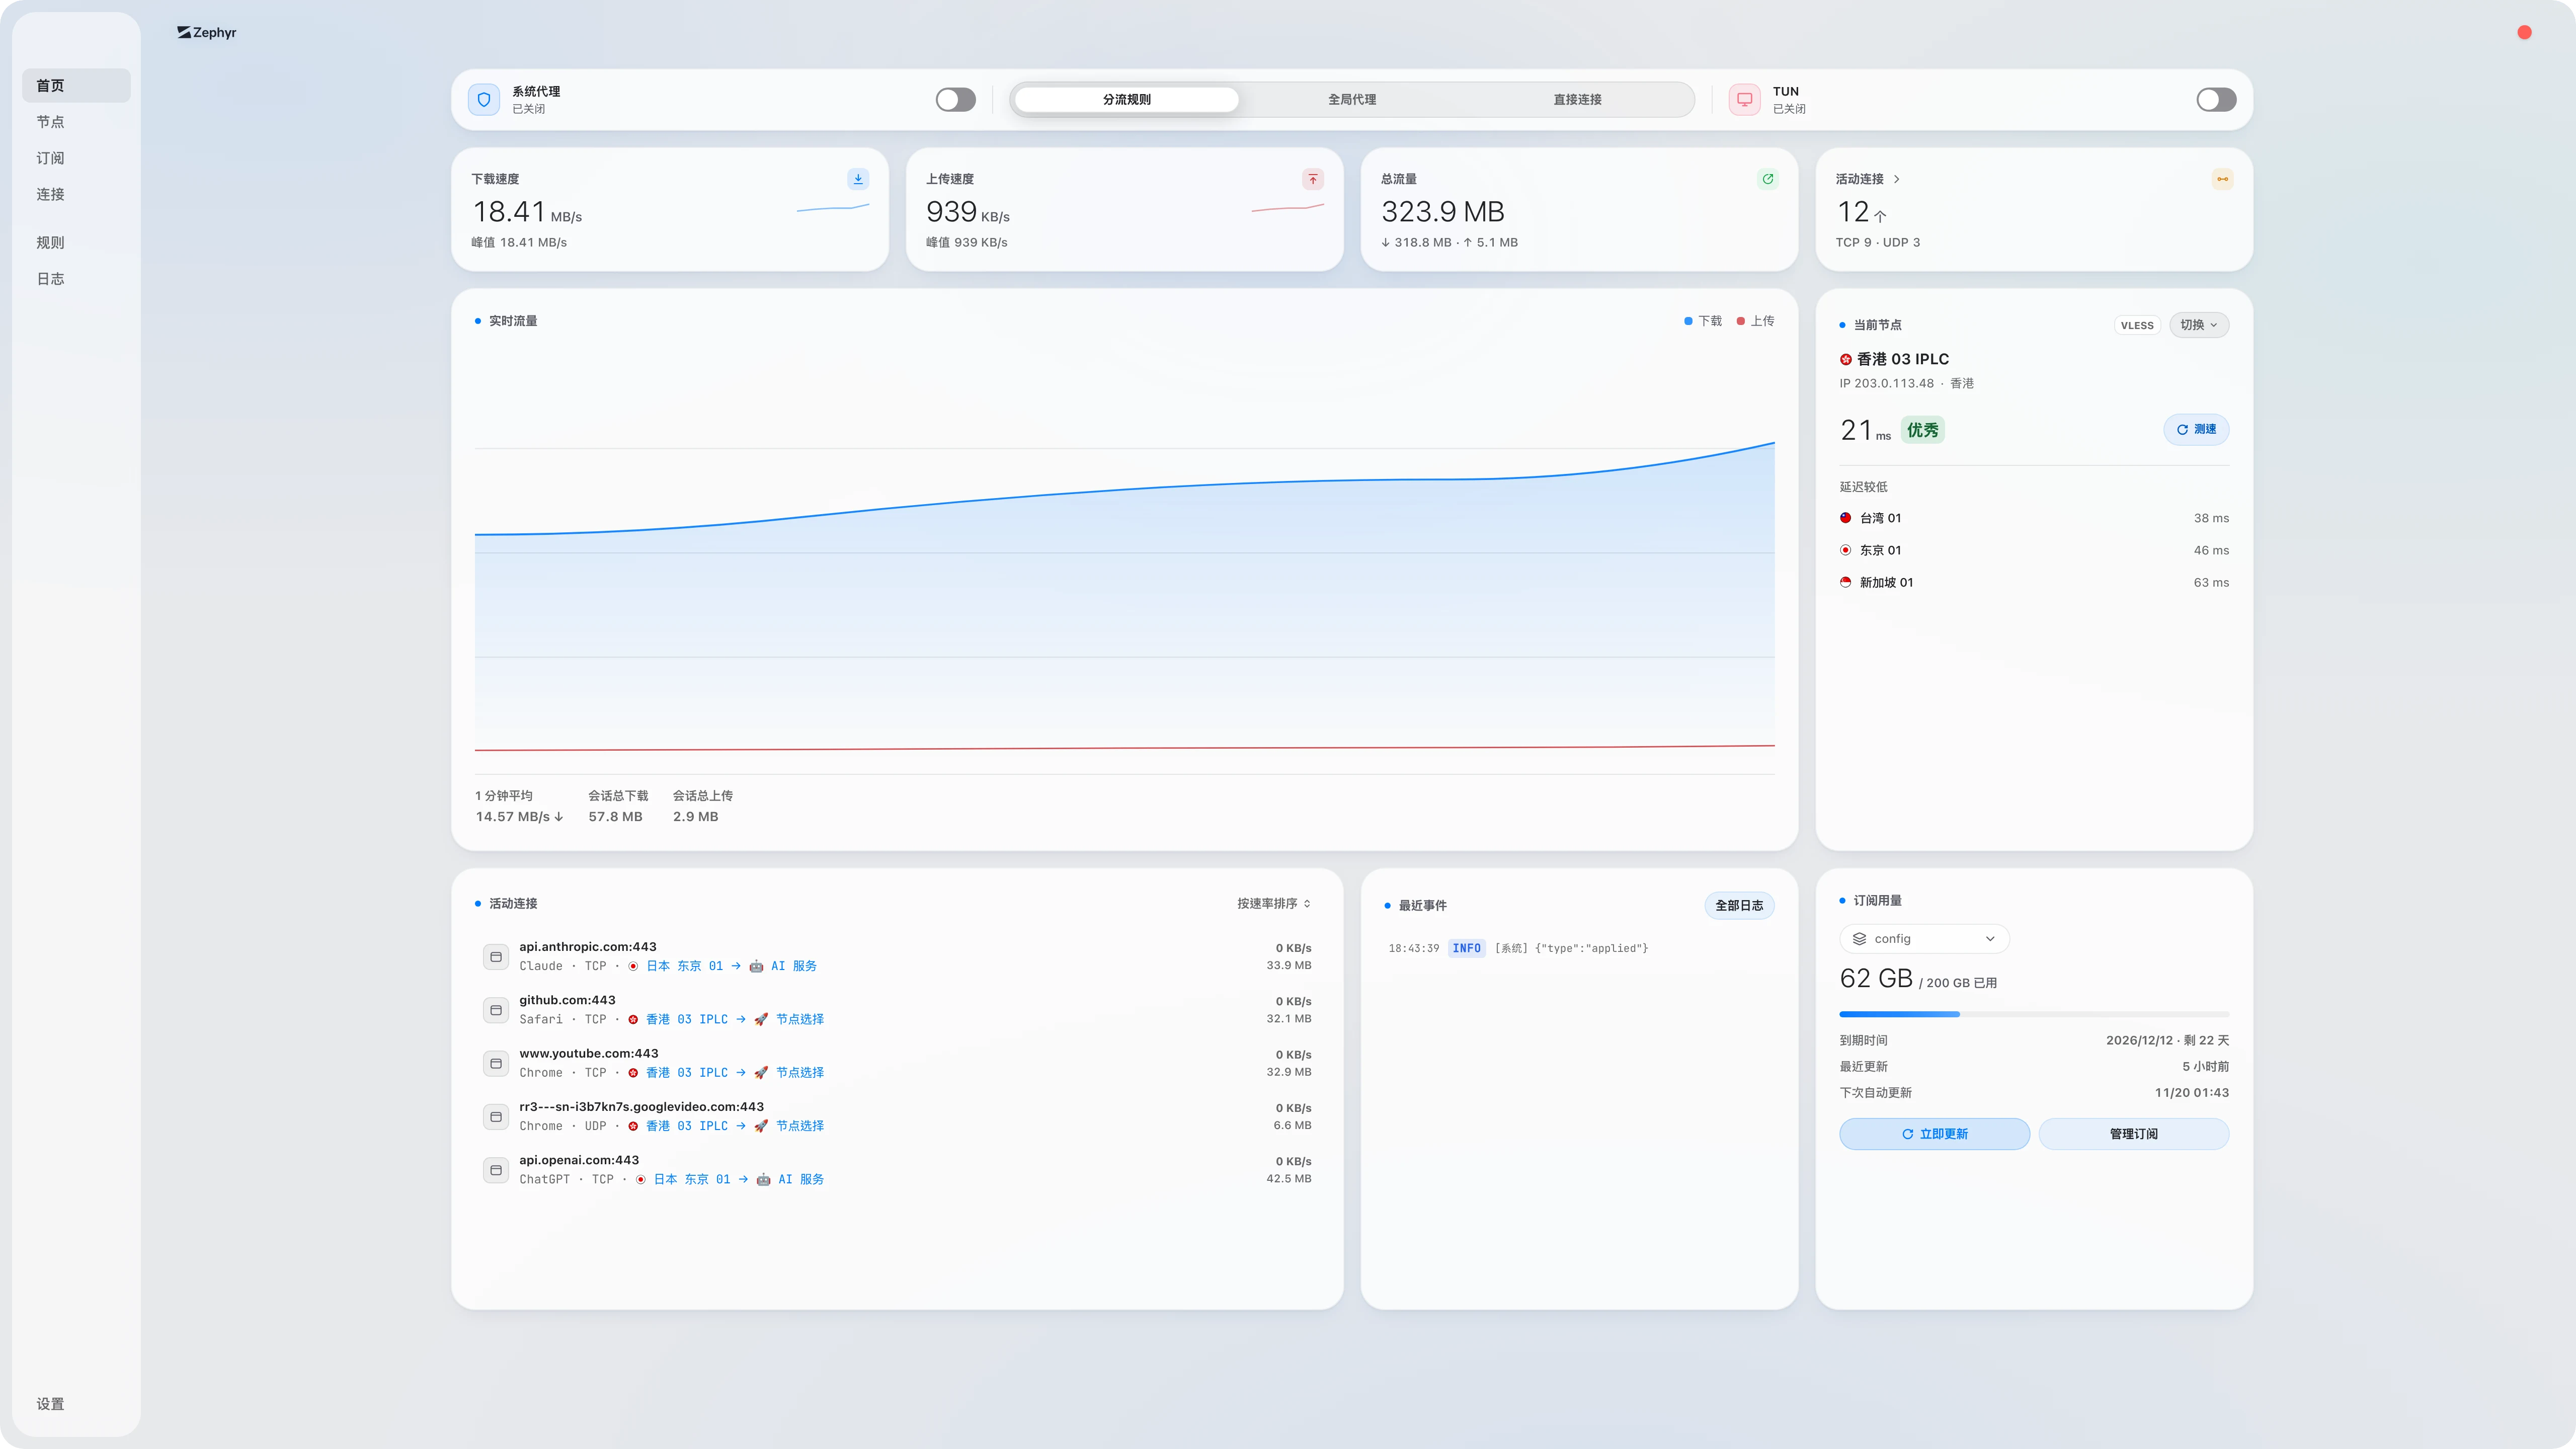 Zephyr
首页
节点
订阅
连接
规则
日志
设置
系统代理
已关闭
分流规则
全局代理
直接连接
TUN
已关闭
下载速度
18.41 MB/s
峰值 18.41 MB/s
上传速度
939 KB/s
峰值 939 KB/s
总流量
323.9 MB
↓ 318.8 MB · ↑ 5.1 MB
活动连接
12 个
TCP 9 · UDP 3
实时流量
下载
上传
1 分钟平均
14.57 MB/s ↓
会话总下载
57.8 MB
会话总上传
2.9 MB
当前节点
VLESS
切换
香港 03 IPLC
IP 203.0.113.48 · 香港
21 ms
优秀
测速
延迟较低
台湾 01
38 ms
东京 01
46 ms
新加坡 01
63 ms
活动连接
按速率排序
api.anthropic.com:443
0 KB/s
Claude · TCP · 日本 东京 01 → 🤖 AI 服务
33.9 MB
github.com:443
0 KB/s
Safari · TCP · 香港 03 IPLC → 🚀 节点选择
32.1 MB
www.youtube.com:443
0 KB/s
Chrome · TCP · 香港 03 IPLC → 🚀 节点选择
32.9 MB
rr3---sn-i3b7kn7s.googlevideo.com:443
0 KB/s
Chrome · UDP · 香港 03 IPLC → 🚀 节点选择
6.6 MB
api.openai.com:443
0 KB/s
ChatGPT · TCP · 日本 东京 01 → 🤖 AI 服务
42.5 MB
最近事件
全部日志
18:43:39 INFO [系统] {"type":"applied"}
订阅用量
config
62 GB / 200 GB 已用
到期时间
2026/12/12 · 剩 22 天
最近更新
5 小时前
下次自动更新
11/20 01:43
立即更新
管理订阅